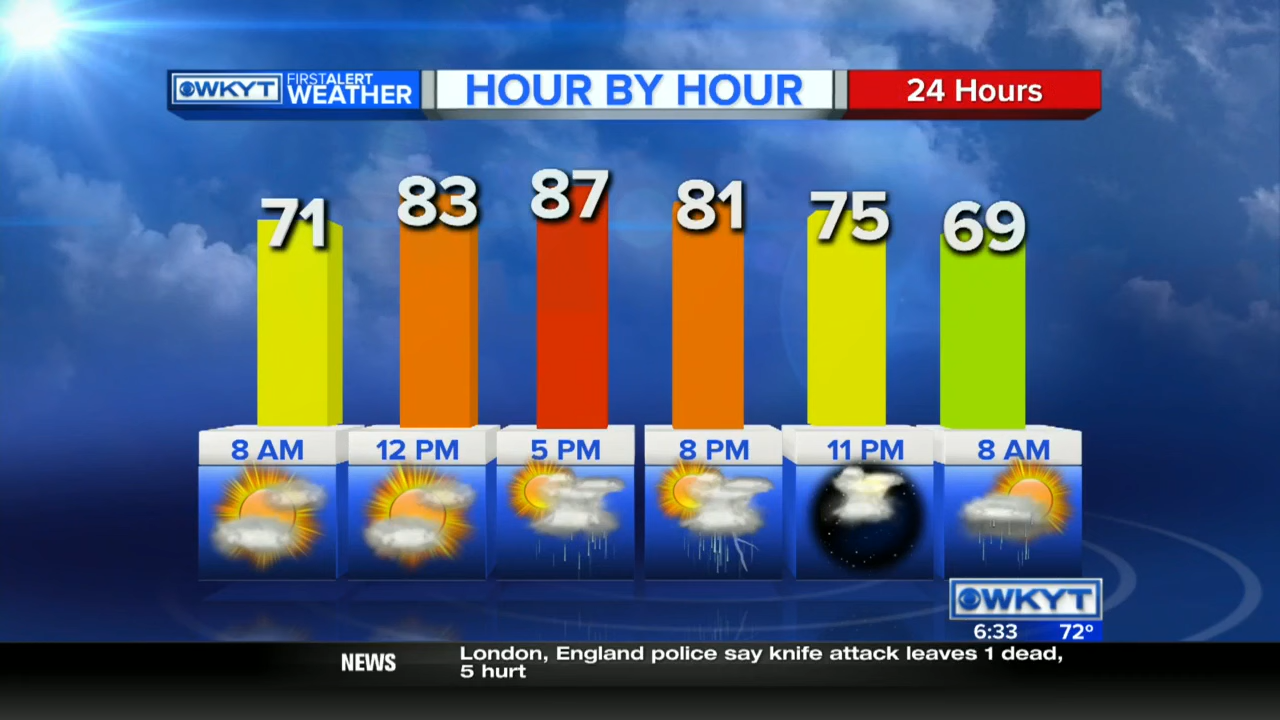 WKYT FIRSTALERT WEATHER
HOUR BY HOUR
24 Hours
71 83 87 81 75 69
8 AM 12 PM 5 PM 8 PM 11 PM 8 AM
WKYT
6:33 72°
NEWS
London, England police say knife attack leaves 1 dead,
5 hurt